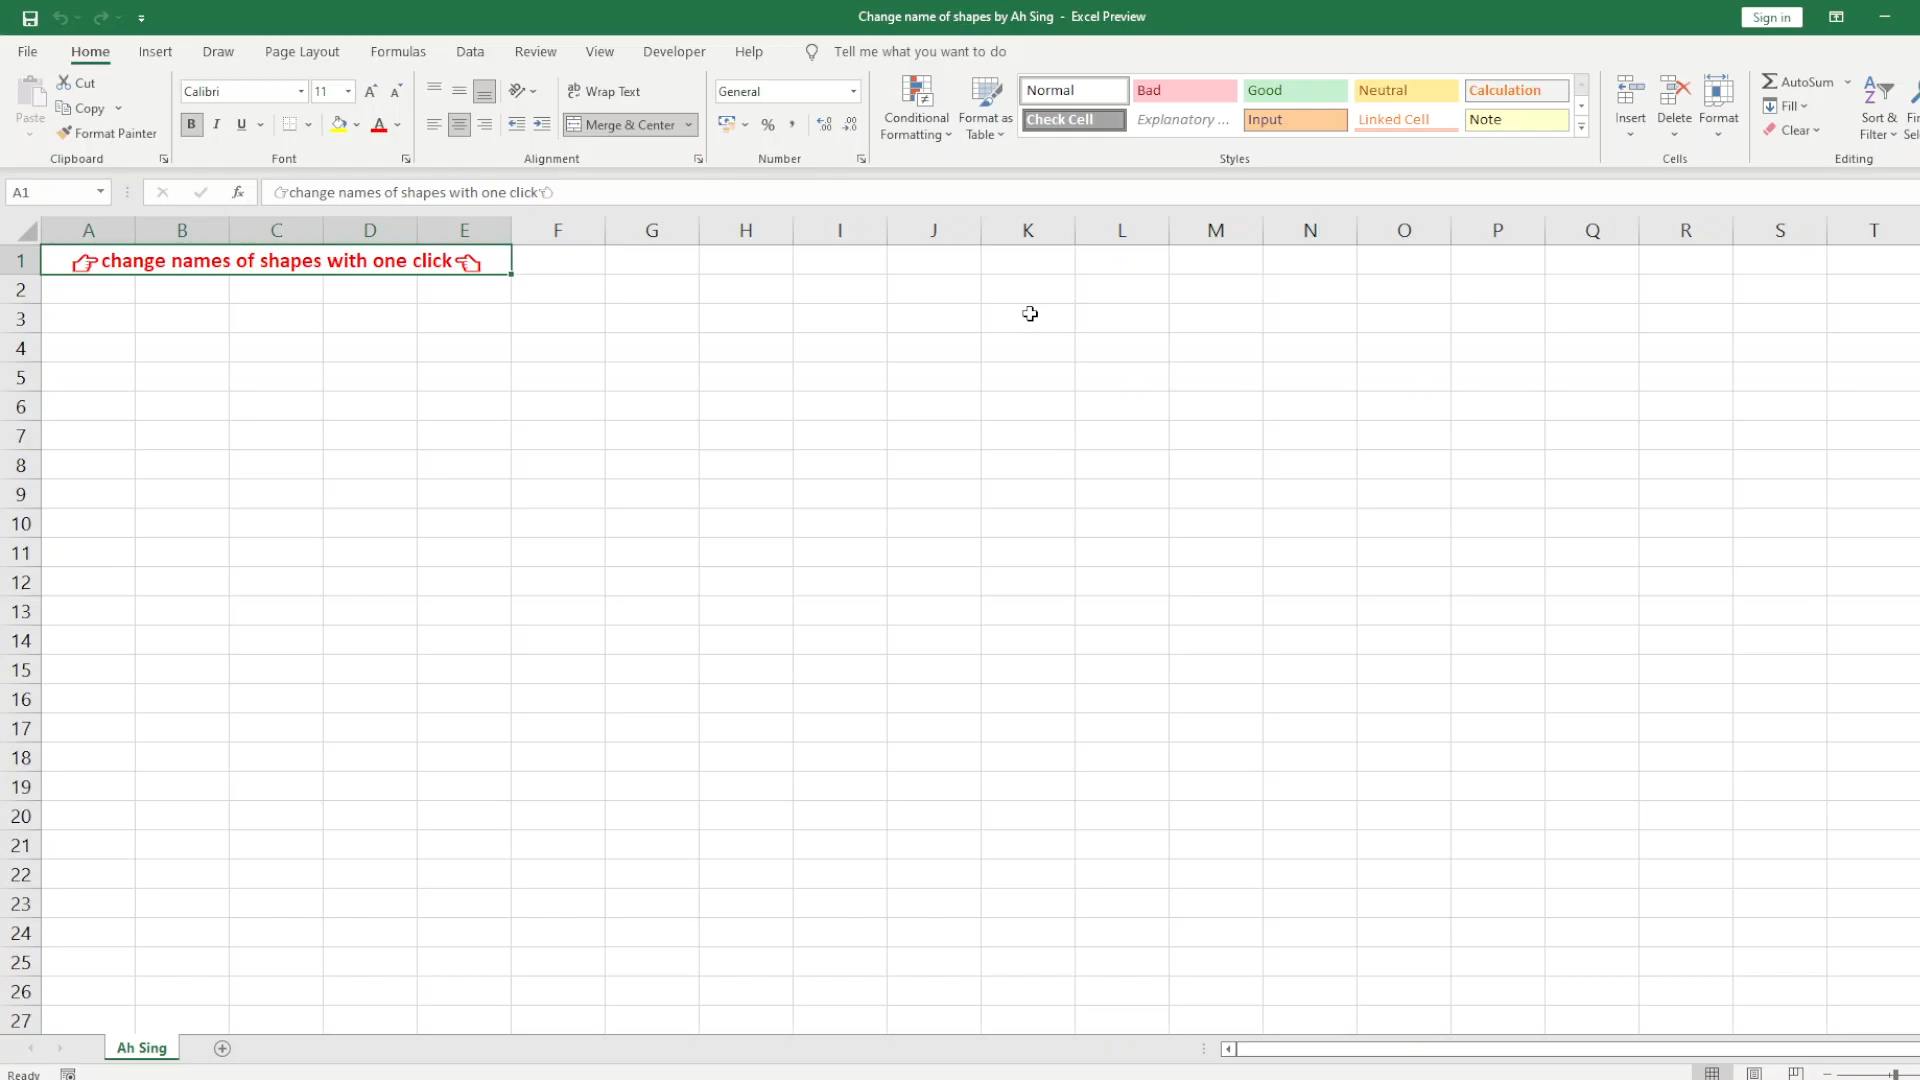 Change name of shapes by Ah Sing - Excel Preview
Sign in
File Home Insert Draw Page Layout Formulas Data Review View Developer Help Tell me what you want to do
Paste
Cut
Copy
Format Painter
Clipboard
Calibri 11
B I U
Font
Wrap Text
Merge & Center
Alignment
General
Number
Conditional Formatting
Format as Table
Normal Bad Good Neutral Calculation
Check Cell Explanatory ... Input Linked Cell Note
Styles
Insert Delete Format
Cells
AutoSum
Fill
Clear
Sort & Filter
Editing
A1 fx 👉change names of shapes with one click👈
A B C D E F G H I J K L M N O P Q R S T
1 👉change names of shapes with one click👈
2
3
4
5
6
7
8
9
10
11
12
13
14
15
16
17
18
19
20
21
22
23
24
25
26
27
Ah Sing
Ready